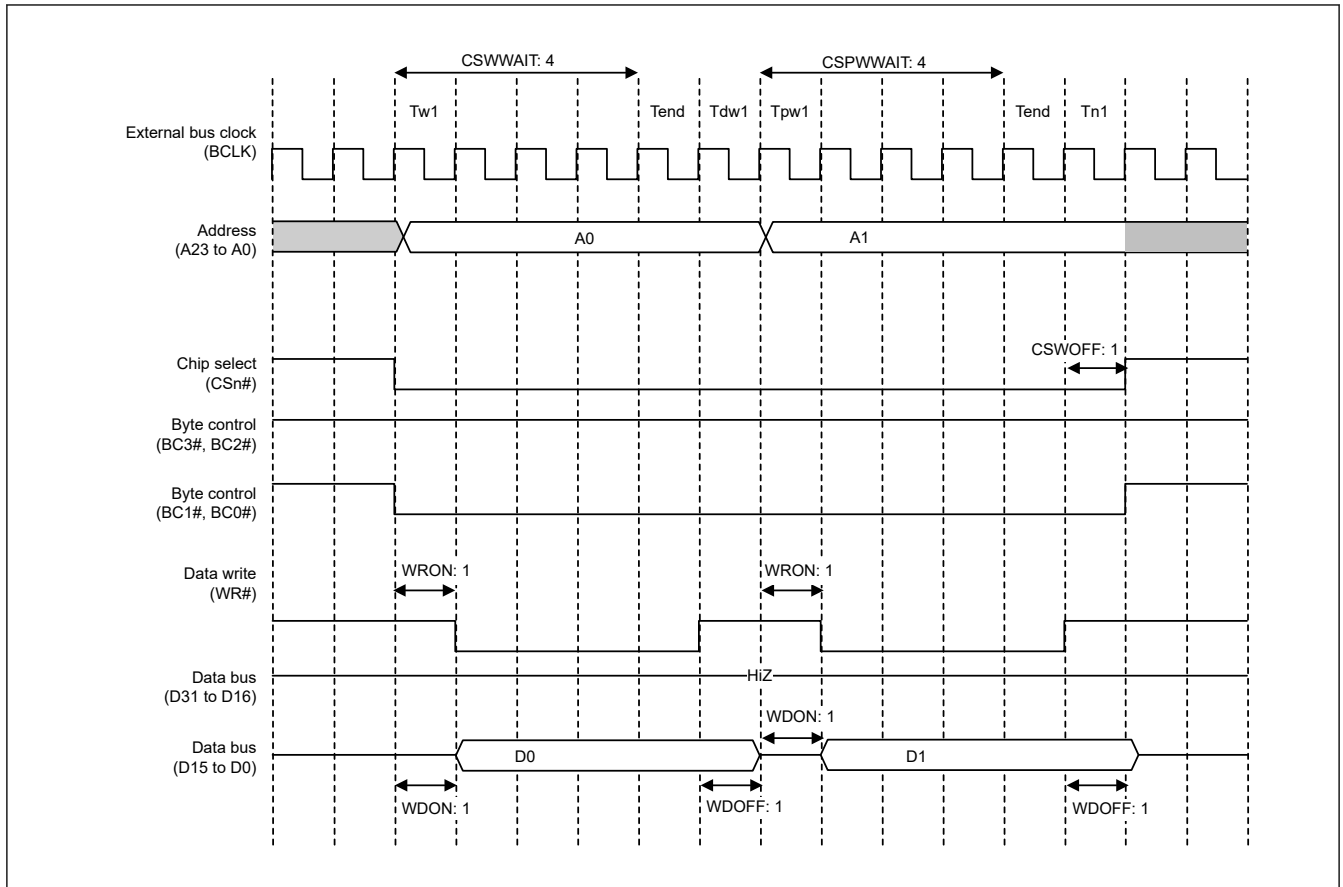 CSWWAIT: 4
CSPWWAIT: 4
Tw1
Tend
Tdw1
Tpw1
Tend
Tn1
External bus clock
(BCLK)
Address
(A23 to A0)
A0
A1
Chip select
(CSn#)
CSWOFF: 1
Byte control
(BC3#, BC2#)
Byte control
(BC1#, BC0#)
Data write
(WR#)
WRON: 1
WRON: 1
Data bus
(D31 to D16)
HiZ
WDON: 1
Data bus
(D15 to D0)
D0
D1
WDON: 1
WDOFF: 1
WDOFF: 1